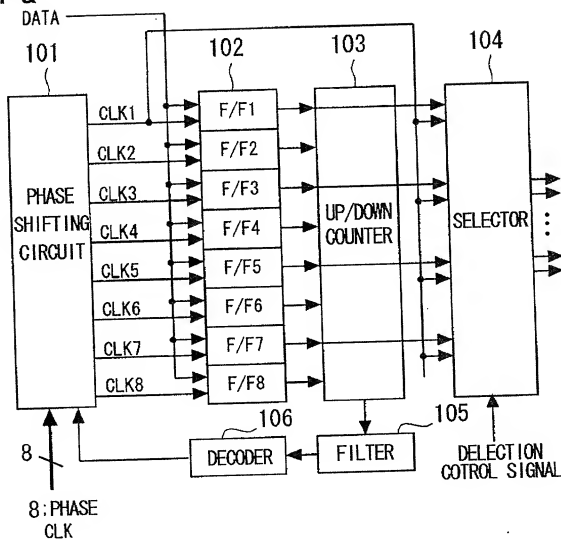 DATA
101
102
103
104
CLK1
CLK2
CLK3
CLK4
CLK5
CLK6
CLK7
CLK8
PHASE
SHIFTING
CIRCUIT
F/F1
F/F2
F/F3
F/F4
F/F5
F/F6
F/F7
F/F8
UP/DOWN
COUNTER
SELECTOR
106
105
DECODER
FILTER
8
8;PHASE
CLK
DELECTION
COTROL SIGNAL